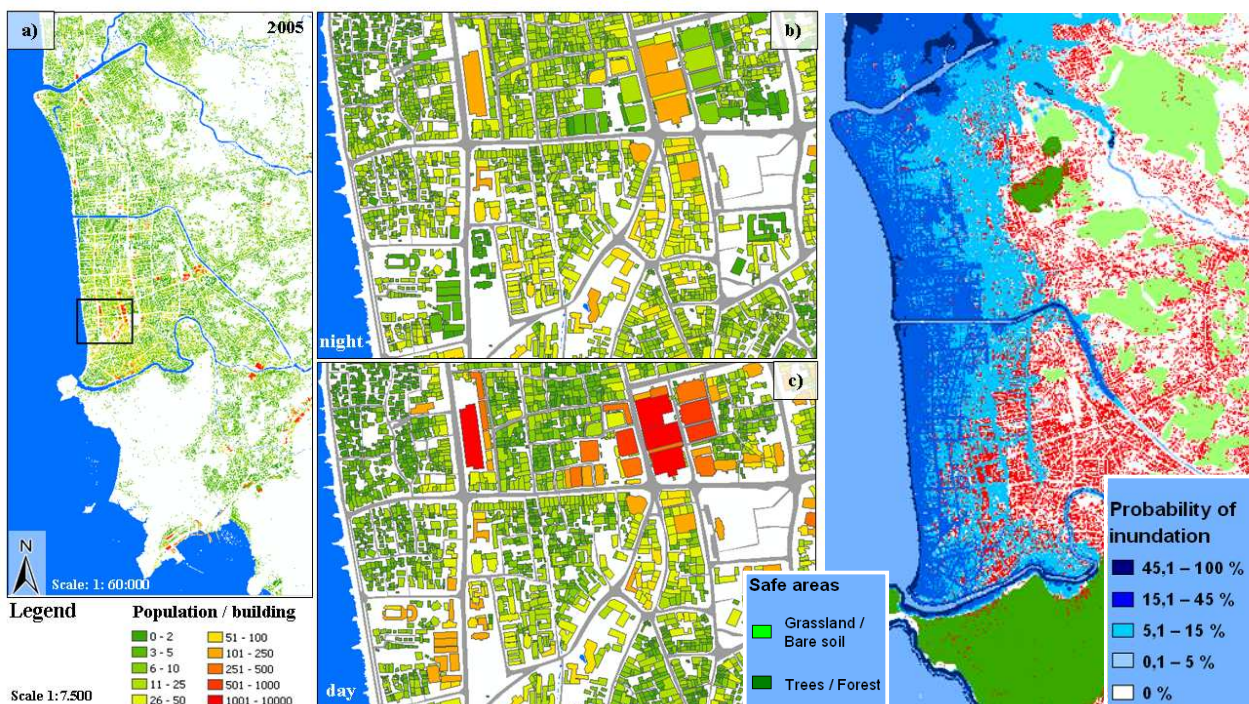 a)
2005
N
Scale: 1: 60:000
Legend
Population / building
0 - 2
3 - 5
6 - 10
11 - 25
26 - 50
51 - 100
101 - 250
251 - 500
501 - 1000
1001 - 10000
Scale 1:7.500
b)
night
c)
day
Safe areas
Grassland /
Bare soil
Trees / Forest
Probability of
inundation
45,1 – 100 %
15,1 – 45 %
5,1 – 15 %
0,1 – 5 %
0 %